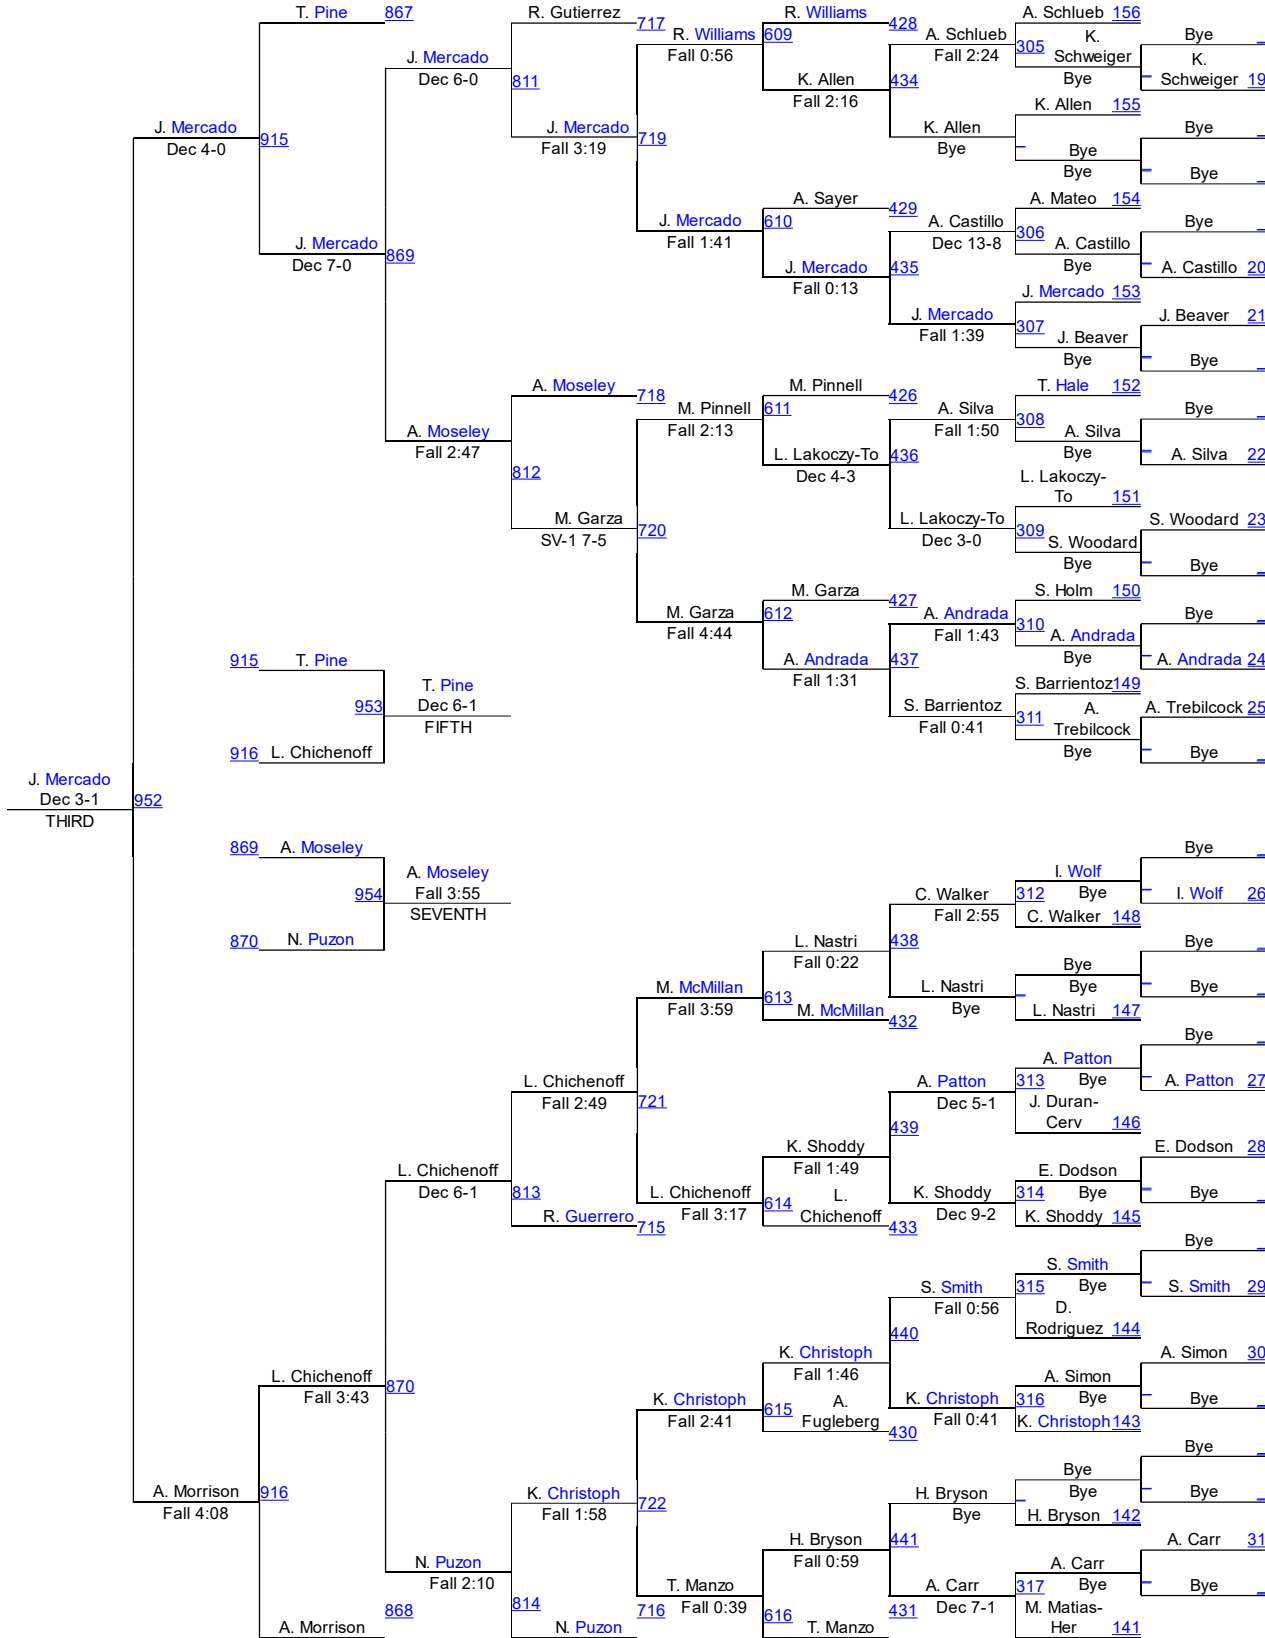 T. Pine 867 R. Gutierrez 717 R. Williams 428 A. Schlueb 156
R. Williams 609 A. Schlueb K. Bye
Fall 0:56 Fall 2:24 305 Schweiger K.
J. Mercado Bye Schweiger 19
Dec 6-0 811 K. Allen 434
Fall 2:16 K. Allen 155
J. Mercado J. Mercado K. Allen Bye
Dec 4-0 915 Fall 3:19 719 Bye Bye
Bye Bye
A. Sayer 429 A. Mateo 154
J. Mercado 610 A. Castillo Bye
Fall 1:41 Dec 13-8 306 A. Castillo
J. Mercado J. Mercado Bye A. Castillo 20
Dec 7-0 869 Fall 0:13 435
J. Mercado 153
J. Mercado J. Beaver 21
Fall 1:39 307 J. Beaver
Bye Bye
A. Moseley 718 M. Pinnell 426 T. Hale 152
M. Pinnell 611 A. Silva Bye
Fall 2:13 Fall 1:50 308 A. Silva
A. Moseley L. Lakoczy-To 436 Bye A. Silva 22
Fall 2:47 812 Dec 4-3 L. Lakoczy-
To 151
M. Garza L. Lakoczy-To S. Woodard 23
SV-1 7-5 720 Dec 3-0 309 S. Woodard
Bye Bye
M. Garza 427 S. Holm 150
M. Garza 612 A. Andrada Bye
Fall 4:44 Fall 1:43 310 A. Andrada
915 T. Pine A. Andrada 437 Bye A. Andrada 24
Fall 1:31
T. Pine S. Barrientoz 149
953 Dec 6-1 S. Barrientoz A. A. Trebilcock 25
FIFTH Fall 0:41 311 Trebilcock
916 L. Chichenoff Bye Bye
J. Mercado
Dec 3-1 952
THIRD
869 A. Moseley Bye
A. Moseley I. Wolf
954 Fall 3:55 C. Walker 312 Bye I. Wolf 26
SEVENTH Fall 2:55 C. Walker 148
870 N. Puzon L. Nastri 438 Bye
Fall 0:22 Bye
M. McMillan L. Nastri Bye Bye
Fall 3:59 613 M. McMillan 432 Bye L. Nastri 147
Bye
A. Patton
L. Chichenoff A. Patton 313 Bye A. Patton 27
Fall 2:49 721 Dec 5-1 J. Duran-
439 Cerv 146
K. Shoddy E. Dodson 28
L. Chichenoff Fall 1:49 E. Dodson
Dec 6-1 813 L. Chichenoff 614 L. K. Shoddy 314 Bye Bye
R. Guerrero 715 Fall 3:17 Chichenoff 433 Dec 9-2 K. Shoddy 145
Bye
S. Smith
S. Smith 315 Bye S. Smith 29
Fall 0:56 D.
440 Rodriguez 144
K. Christoph A. Simon 30
L. Chichenoff Fall 1:46 A. Simon
Fall 3:43 870 K. Christoph 615 A. K. Christoph 316 Bye Bye
Fall 2:41 Fugleberg 430 Fall 0:41 K. Christoph 143
Bye
A. Morrison 916 K. Christoph 722 H. Bryson Bye
Fall 4:08 Fall 1:58 Bye Bye Bye
H. Bryson 142
H. Bryson 441 A. Carr 31
N. Puzon Fall 0:59 A. Carr
Fall 2:10 T. Manzo A. Carr 317 Bye Bye
A. Morrison 868 814 N. Puzon 716 Fall 0:39 616 T. Manzo 431 Dec 7-1 M. Matias-
Her 141